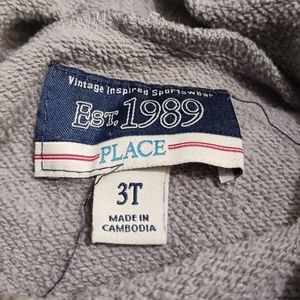 Vintage Inspired Sportswear
EST. 1989
PLACE
3T
MADE IN
CAMBODIA